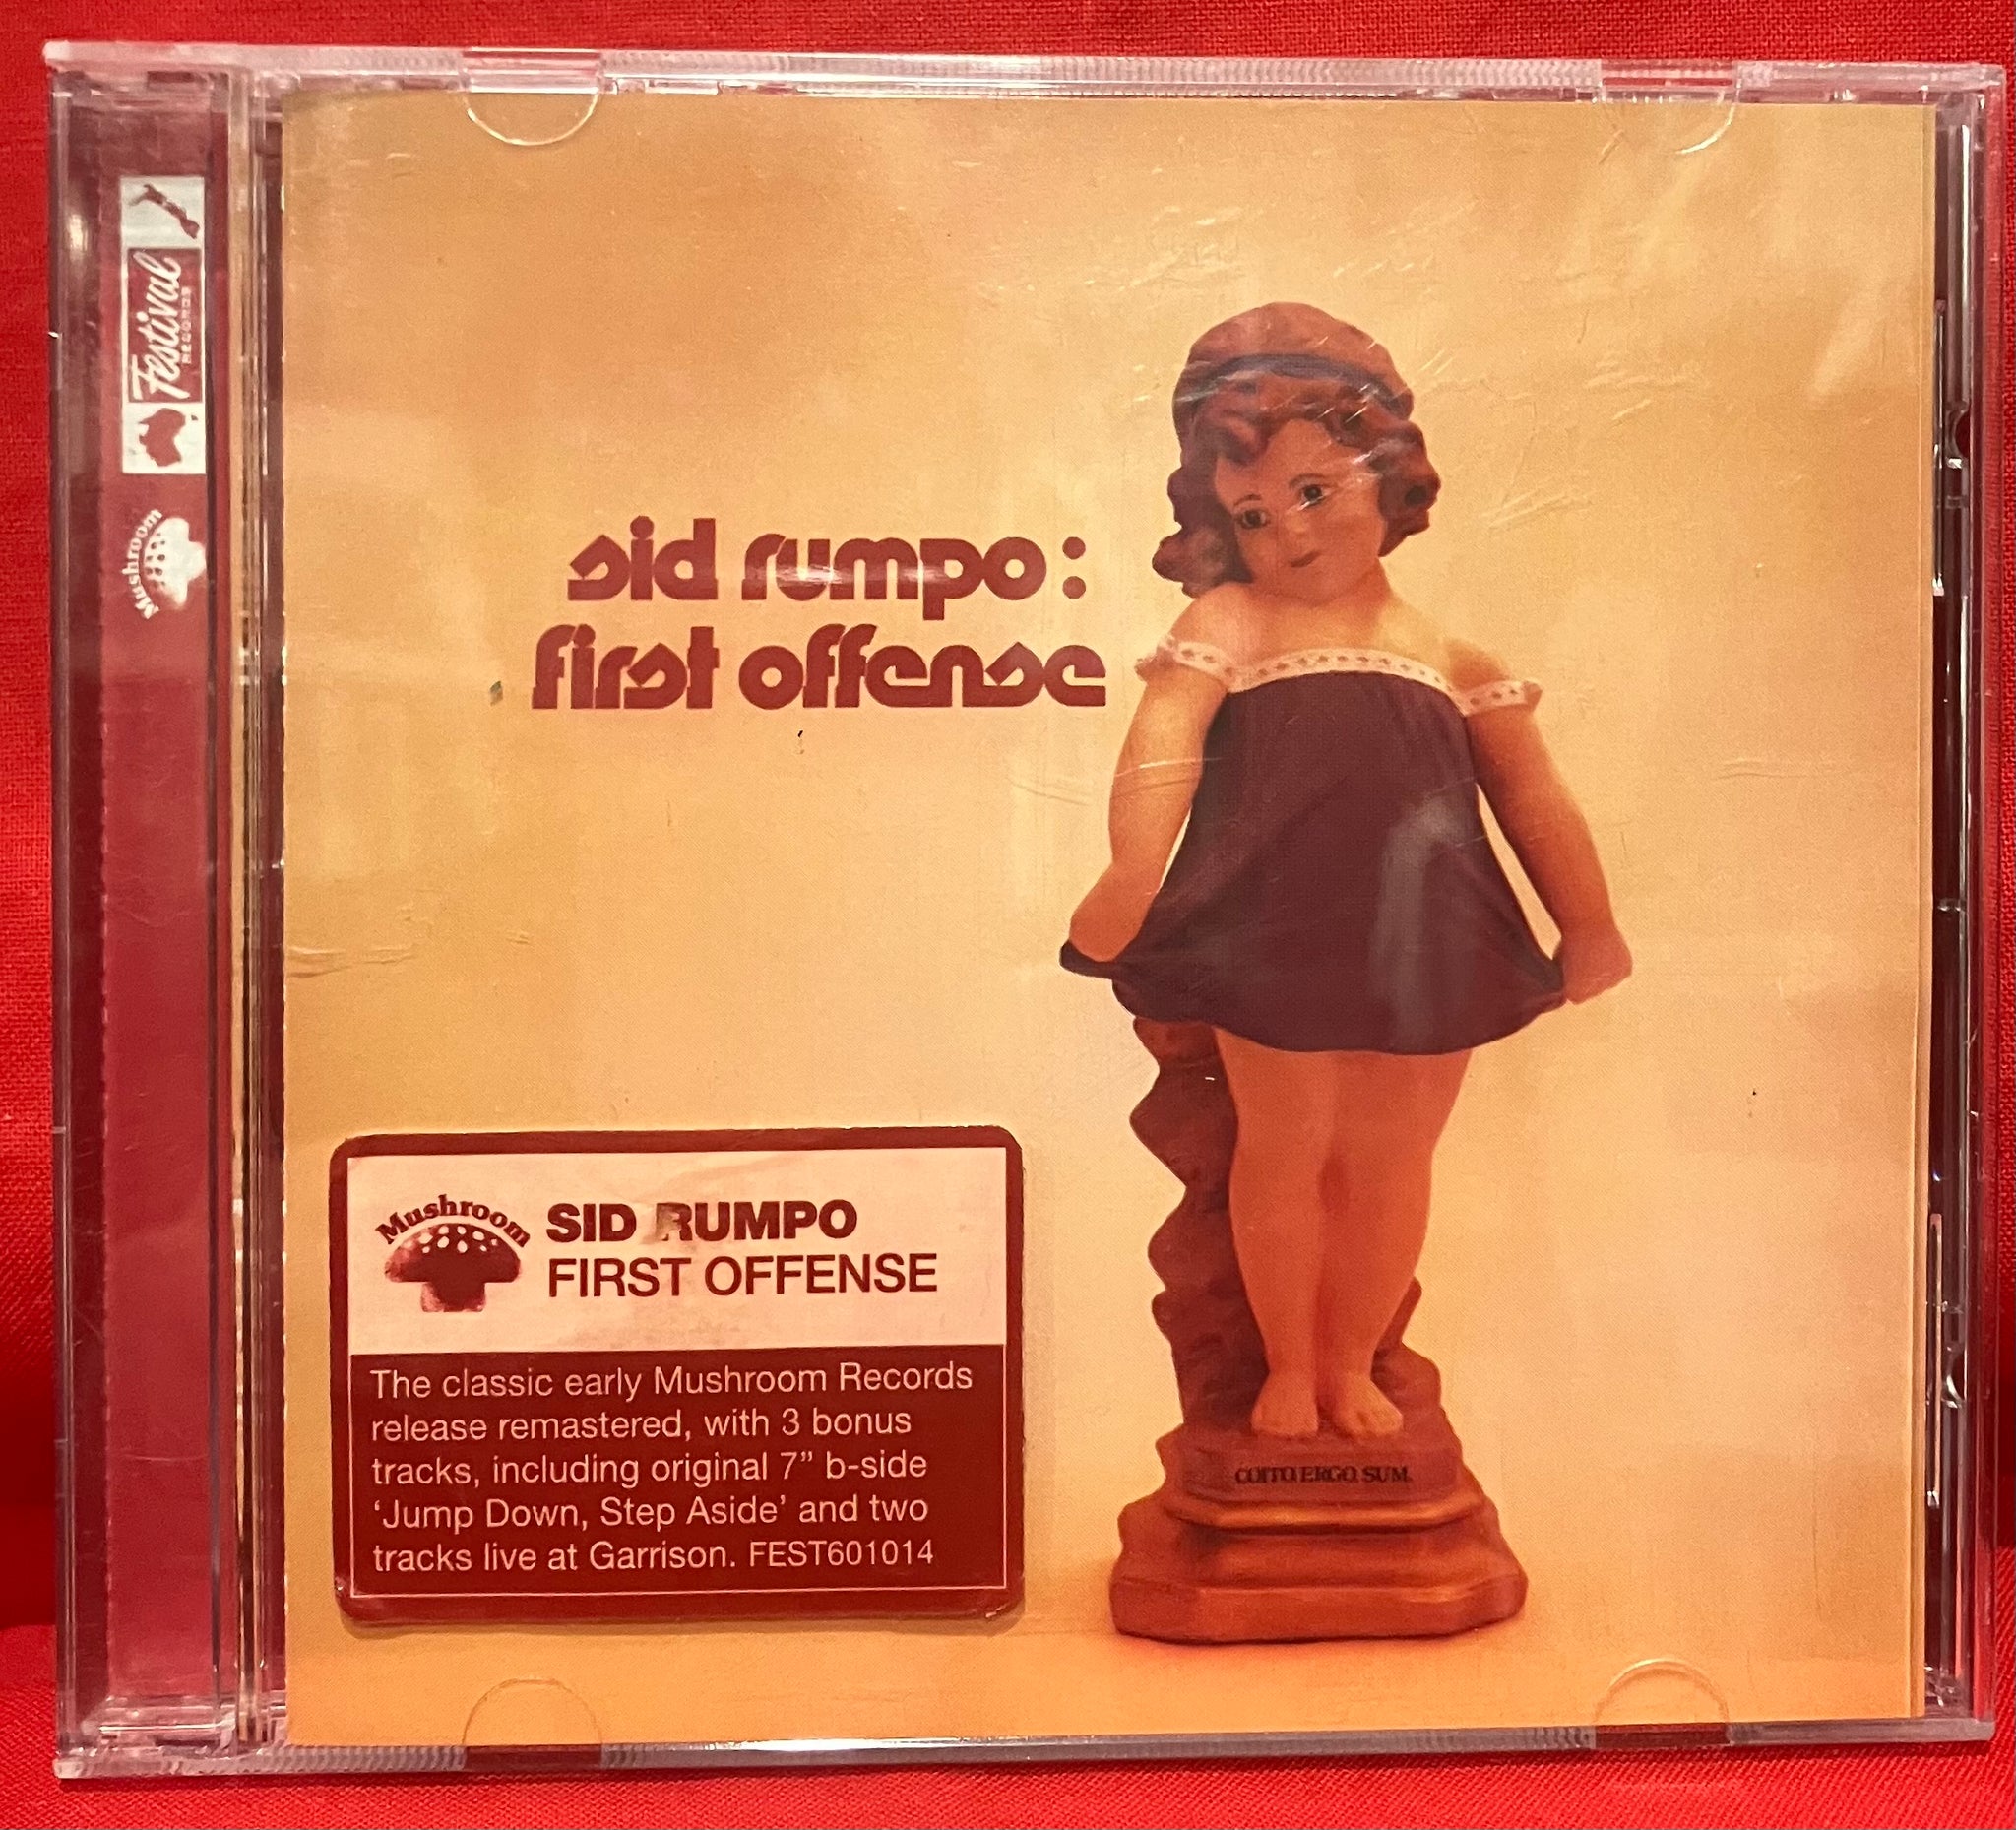 Festival
RECORDS
Mushroom
sid rumpo:
first offense
Mushroom
SID RUMPO
FIRST OFFENSE
The classic early Mushroom Records
release remastered, with 3 bonus
tracks, including original 7” b-side
‘Jump Down, Step Aside’ and two
tracks live at Garrison. FEST601014
COITO. ERGO. SUM.